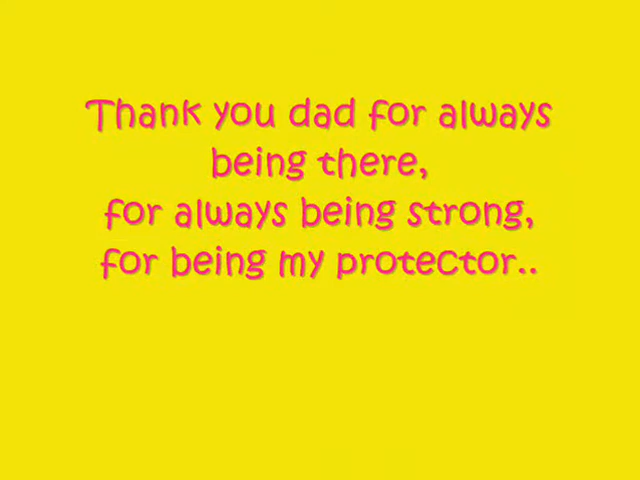 Thank you dad for always
being there,
for always being strong,
for being my protector..